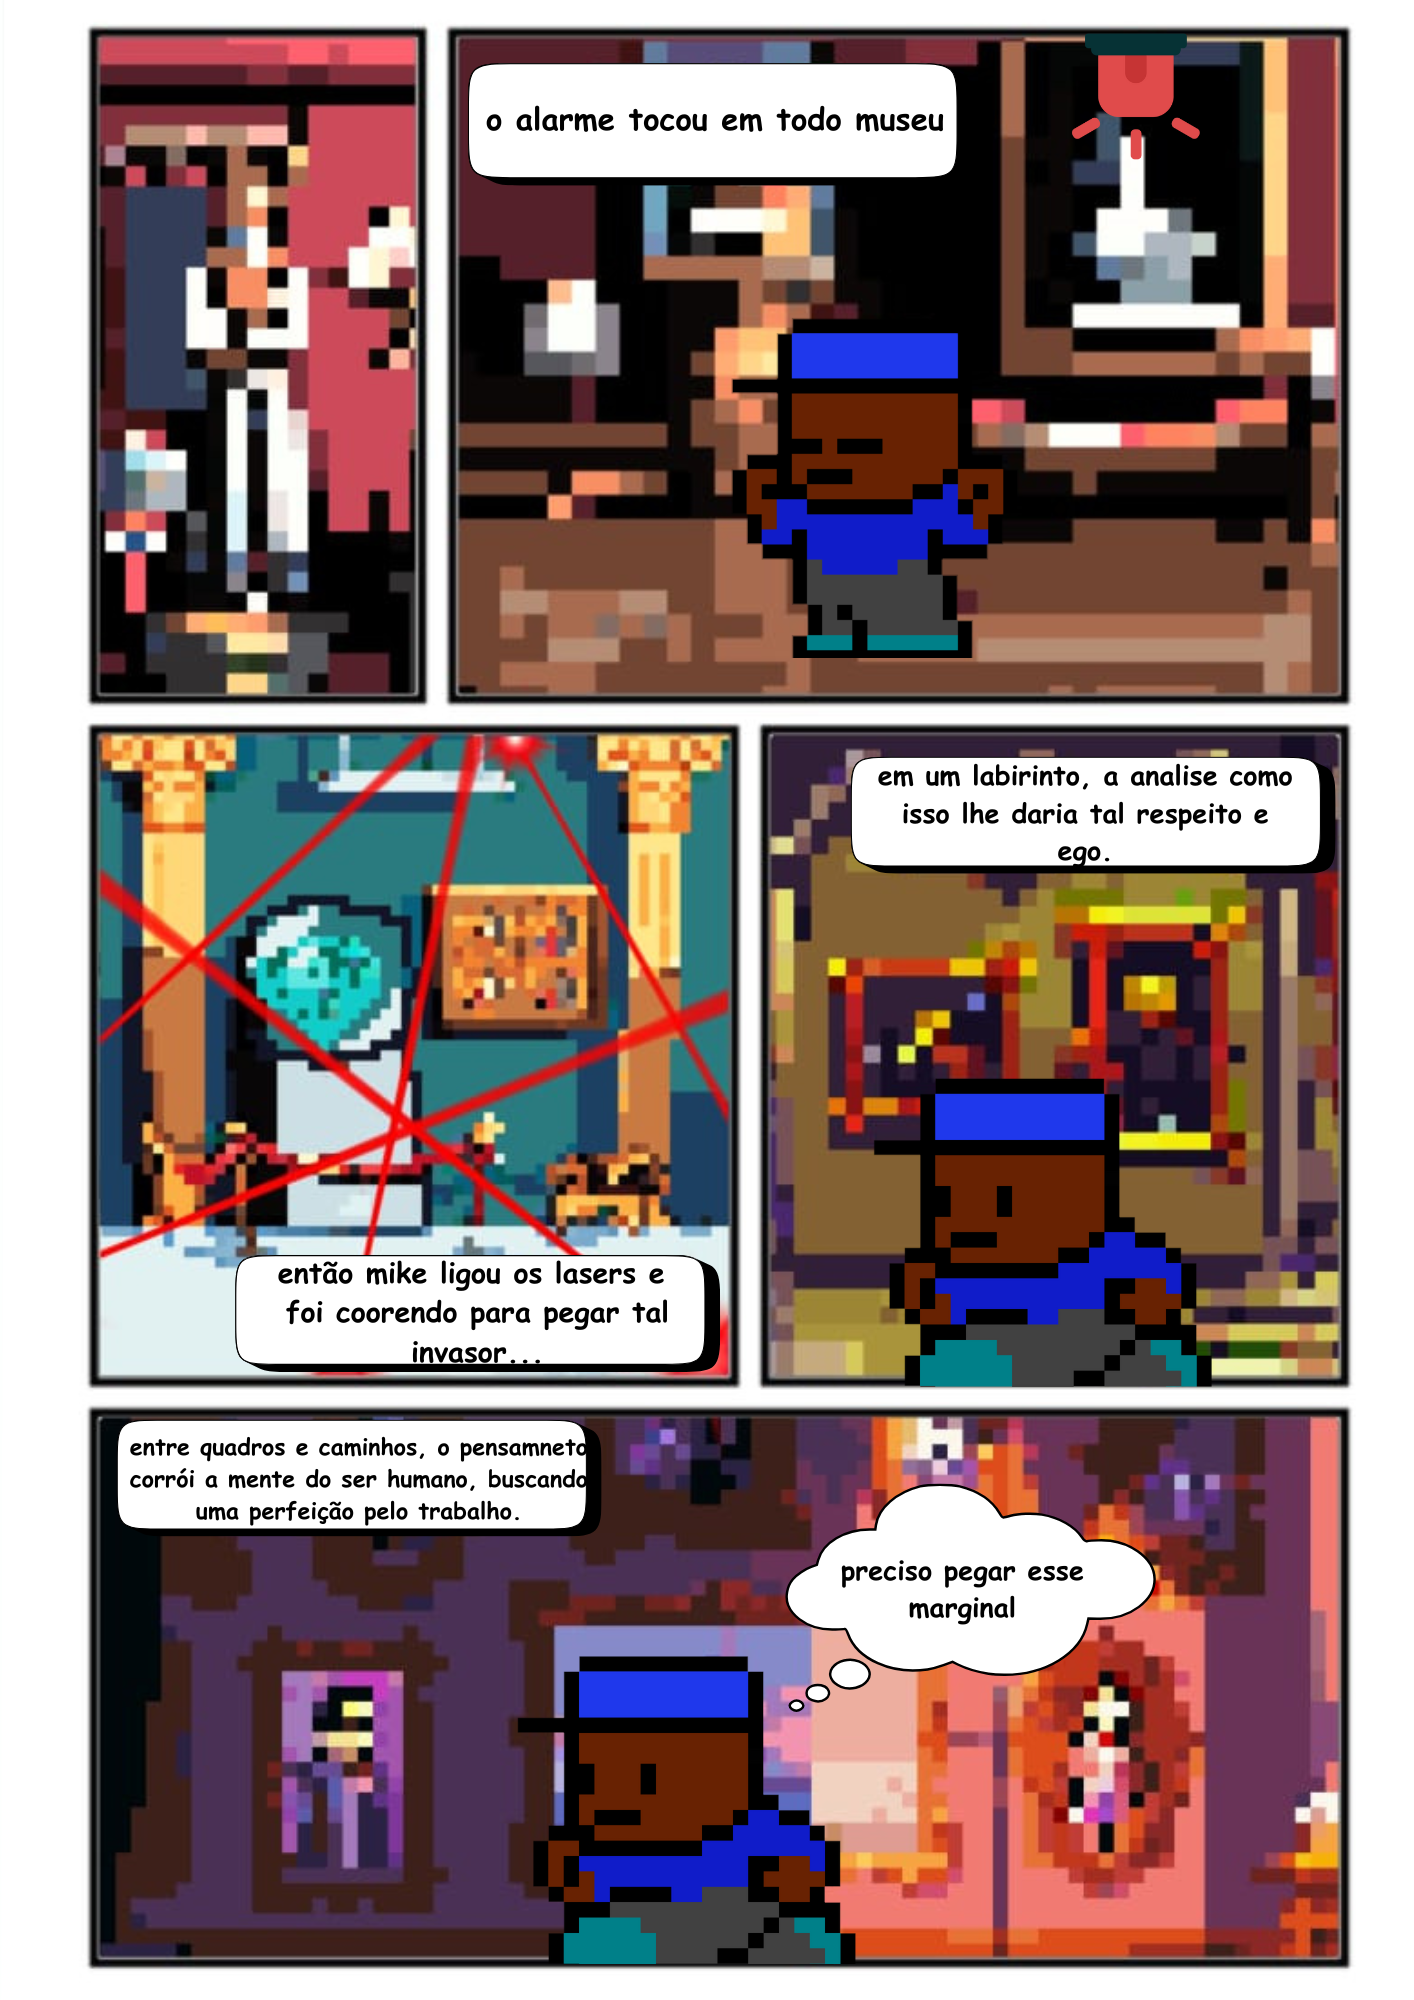 o alarme tocou em todo museu
então mike ligou os lasers e
foi coorendo para pegar tal
invasor...
em um labirinto, a analise como
isso lhe daria tal respeito e
ego.
entre quadros e caminhos, o pensamneto
corrói a mente do ser humano, buscando
uma perfeição pelo trabalho.
preciso pegar esse
marginal